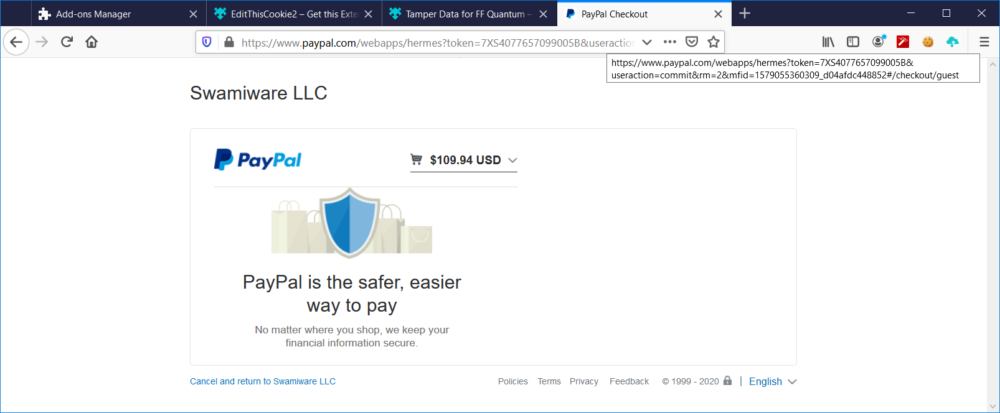 Add-ons Manager
EditThisCookie2 – Get this Exte
Tamper Data for FF Quantum –
PayPal Checkout
https://www.paypal.com/webapps/hermes?token=7XS4077657099005B&useraction
https://www.paypal.com/webapps/hermes?token=7XS4077657099005B&
useraction=commit&rm=2&mfid=1579055360309_d04afdc448852#/checkout/guest
Swamiware LLC
PayPal
$109.94 USD
PayPal is the safer, easier
way to pay
No matter where you shop, we keep your
financial information secure.
Cancel and return to Swamiware LLC
Policies Terms Privacy Feedback © 1999 - 2020 | English